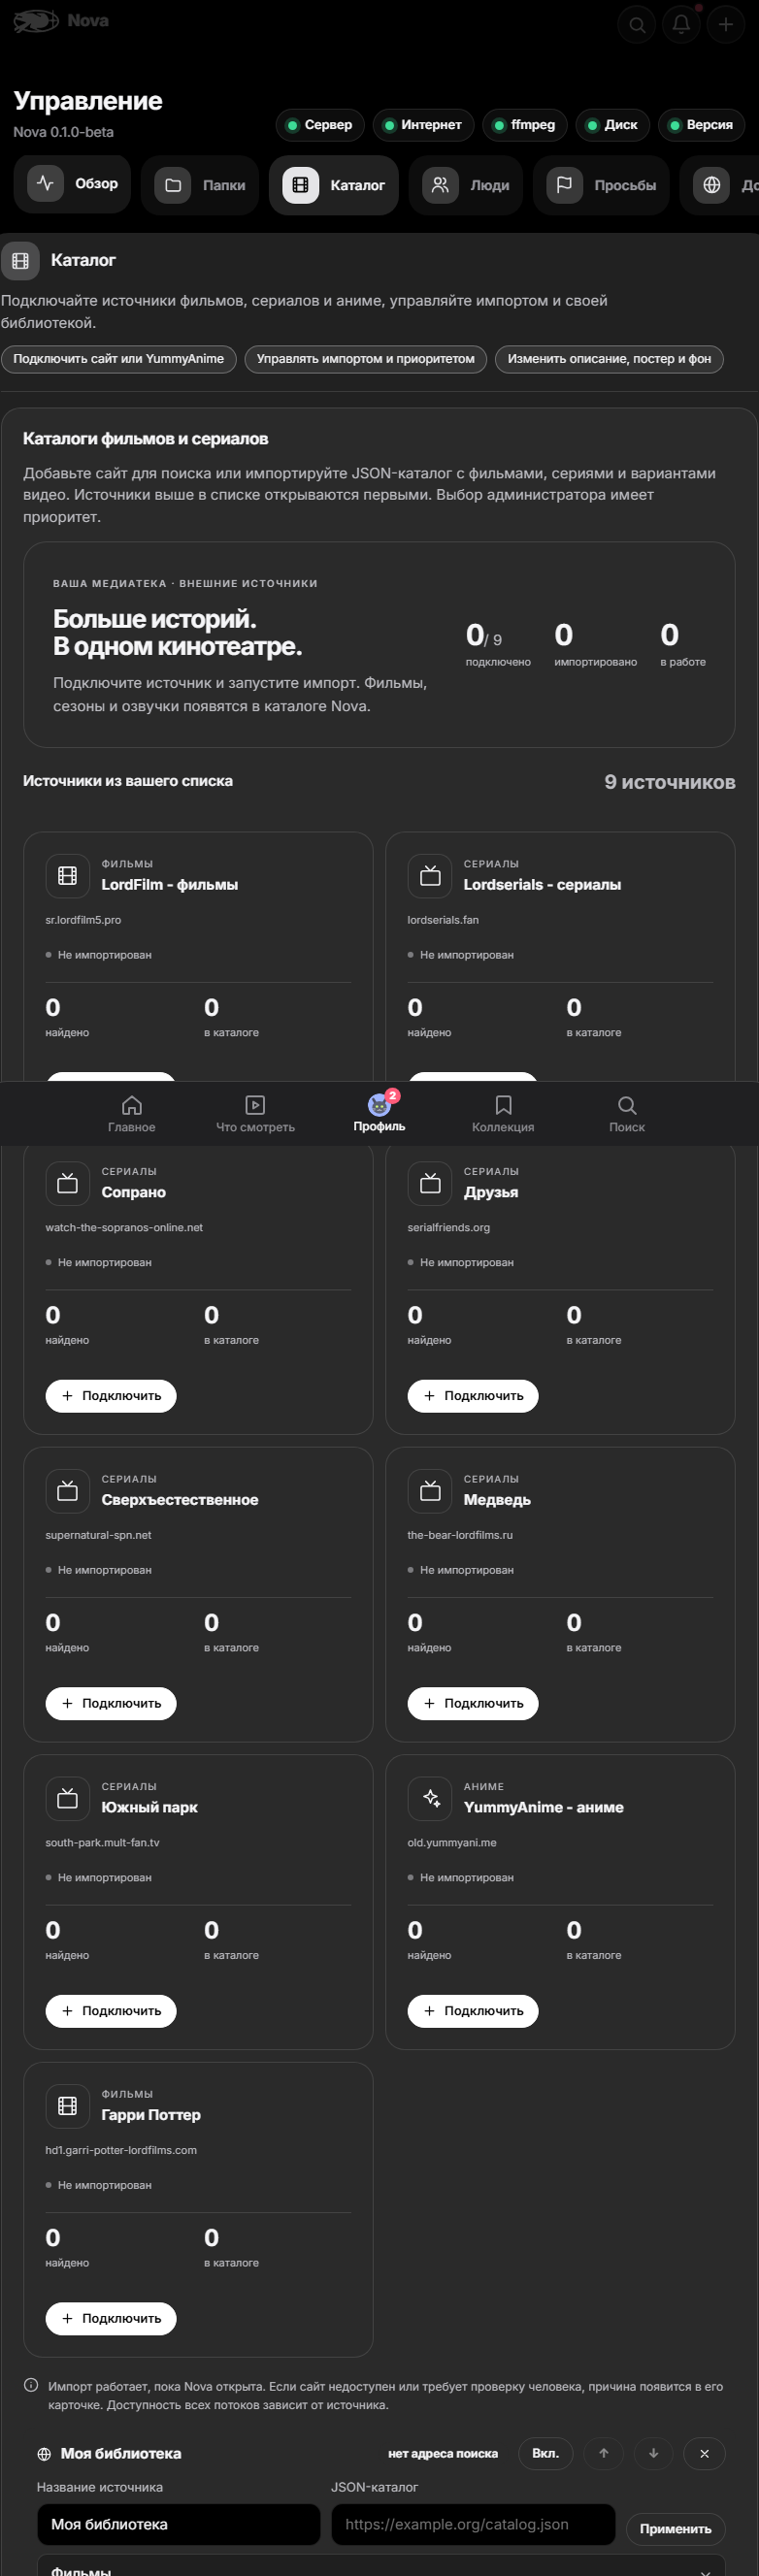 Nova
Управление
Nova 0.1.0-beta
Сервер
Интернет
ffmpeg
Диск
Версия
Обзор
Папки
Каталог
Люди
Просьбы
Каталог
Подключайте источники фильмов, сериалов и аниме, управляйте импортом и своей
библиотекой.
Подключить сайт или YummyAnime
Управлять импортом и приоритетом
Изменить описание, постер и фон
Каталоги фильмов и сериалов
Добавьте сайт для поиска или импортируйте JSON-каталог с фильмами, сериями и вариантами
видео. Источники выше в списке открываются первыми. Выбор администратора имеет
приоритет.
ВАША МЕДИАТЕКА · ВНЕШНИЕ ИСТОЧНИКИ
Больше историй.
В одном кинотеатре.
Подключите источник и запустите импорт. Фильмы,
сезоны и озвучки появятся в каталоге Nova.
0/ 9
подключено
0
импортировано
0
в работе
Источники из вашего списка
9 источников
ФИЛЬМЫ
LordFilm - фильмы
sr.lordfilm5.pro
Не импортирован
0
найдено
0
в каталоге
СЕРИАЛЫ
Lordserials - сериалы
lordserials.fan
Не импортирован
0
найдено
0
в каталоге
Главное
Что смотреть
2
Профиль
Коллекция
Поиск
СЕРИАЛЫ
Сопрано
watch-the-sopranos-online.net
Не импортирован
0
найдено
0
в каталоге
Подключить
СЕРИАЛЫ
Друзья
serialfriends.org
Не импортирован
0
найдено
0
в каталоге
Подключить
СЕРИАЛЫ
Сверхъестественное
supernatural-spn.net
Не импортирован
0
найдено
0
в каталоге
Подключить
СЕРИАЛЫ
Медведь
the-bear-lordfilms.ru
Не импортирован
0
найдено
0
в каталоге
Подключить
СЕРИАЛЫ
Южный парк
south-park.mult-fan.tv
Не импортирован
0
найдено
0
в каталоге
Подключить
АНИМЕ
YummyAnime - аниме
old.yummyani.me
Не импортирован
0
найдено
0
в каталоге
Подключить
ФИЛЬМЫ
Гарри Поттер
hd1.garri-potter-lordfilms.com
Не импортирован
0
найдено
0
в каталоге
Подключить
Импорт работает, пока Nova открыта. Если сайт недоступен или требует проверку человека, причина появится в его
карточке. Доступность всех потоков зависит от источника.
Моя библиотека
нет адреса поиска
Вкл.
Название источника
JSON-каталог
Моя библиотека
https://example.org/catalog.json
Применить
Фильмы